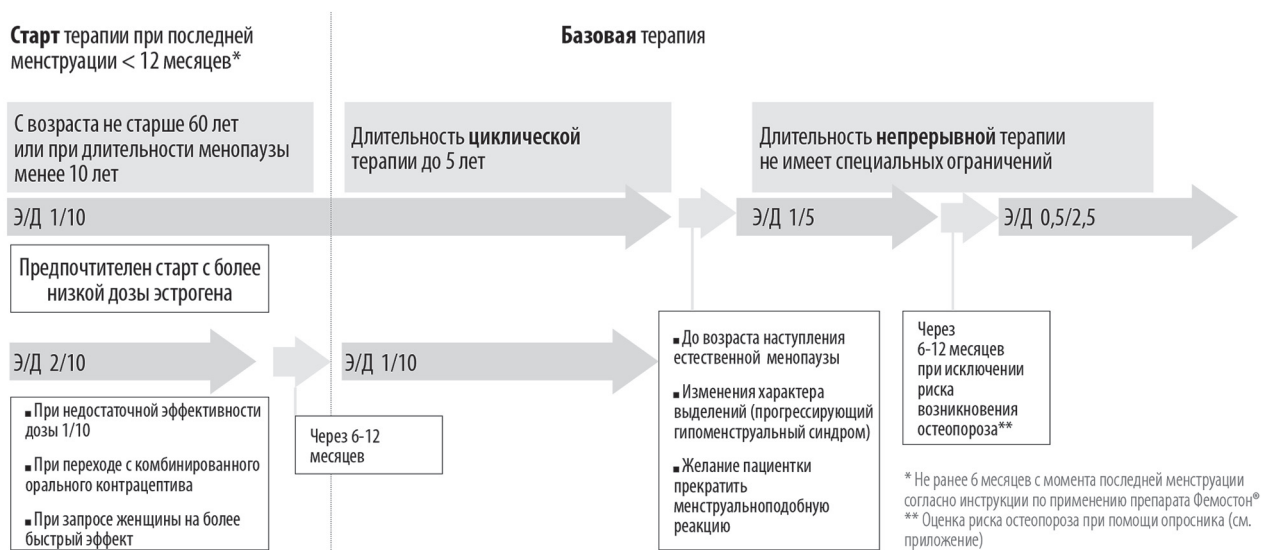 Старт терапии при последней
менструации < 12 месяцев*
Базовая терапия
С возраста не старше 60 лет
или при длительности менопаузы
менее 10 лет
Длительность циклической
терапии до 5 лет
Длительность непрерывной терапии
не имеет специальных ограничений
Э/Д 1/10
Э/Д 1/5
Э/Д 0,5/2,5
Предпочтителен старт с более
низкой дозы эстрогена
Э/Д 2/10
Э/Д 1/10
▪ При недостаточной эффективности
дозы 1/10
▪ При переходе с комбинированного
орального контрацептива
▪ При запросе женщины на более
быстрый эффект
Через 6-12
месяцев
▪ До возраста наступления
естественной менопаузы
▪ Изменения характера
выделений (прогрессирующий
гипоменструальный синдром)
▪ Желание пациентки
прекратить
менструальноподобную
реакцию
Через
6-12 месяцев
при исключении
риска
возникновения
остеопороза**
* Не ранее 6 месяцев с момента последней менструации
согласно инструкции по применению препарата Фемостон®
** Оценка риска остеопороза при помощи опросника (см.
приложение)